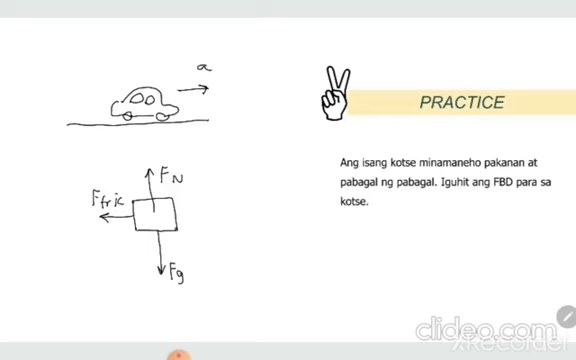 a
PRACTICE
Ang isang kotse minamaneho pakanan at
pabagal ng pabagal. Iguhit ang FBD para sa
kotse.
FN
Ffric
Fg
clideo.com
XRecorder